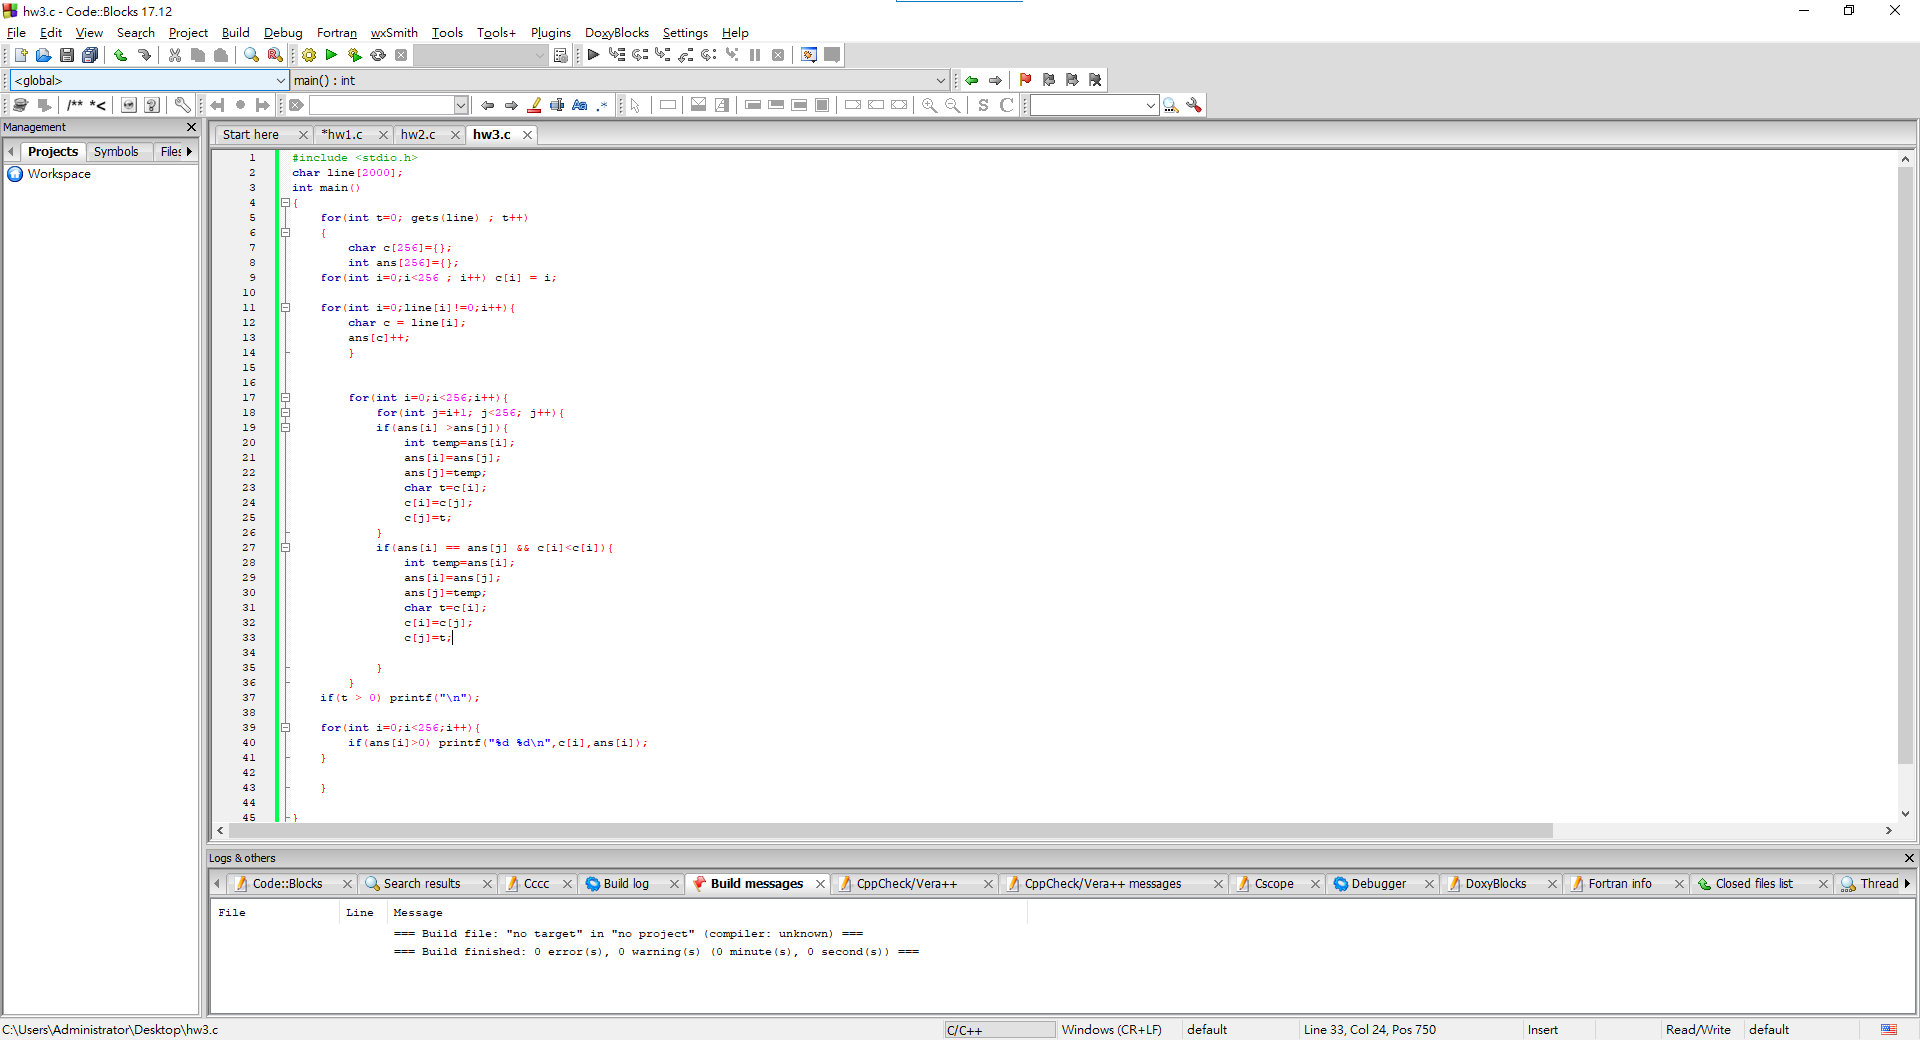 hw3.c - Code::Blocks 17.12
File Edit View Search Project Build Debug Fortran wxSmith Tools Tools+ Plugins DoxyBlocks Settings Help
<global> main() : int
/** *<
Aa .*
S C
Management
Projects Symbols Files
Workspace
Start here *hw1.c hw2.c hw3.c
1 #include <stdio.h>
2 char line[2000];
3 int main()
4 {
5 for(int t=0; gets(line) ; t++)
6 {
7 char c[256]={};
8 int ans[256]={};
9 for(int i=0;i<256 ; i++) c[i] = i;
10
11 for(int i=0;line[i]!=0;i++){
12 char c = line[i];
13 ans[c]++;
14 }
15
16
17 for(int i=0;i<256;i++){
18 for(int j=i+1; j<256; j++){
19 if(ans[i] >ans[j]){
20 int temp=ans[i];
21 ans[i]=ans[j];
22 ans[j]=temp;
23 char t=c[i];
24 c[i]=c[j];
25 c[j]=t;
26 }
27 if(ans[i] == ans[j] && c[i]<c[i]){
28 int temp=ans[i];
29 ans[i]=ans[j];
30 ans[j]=temp;
31 char t=c[i];
32 c[i]=c[j];
33 c[j]=t;
34
35 }
36 }
37 if(t > 0) printf("\n");
38
39 for(int i=0;i<256;i++){
40 if(ans[i]>0) printf("%d %d\n",c[i],ans[i]);
41 }
42
43 }
44
45 }
Logs & others
Code::Blocks Search results Cccc Build log Build messages CppCheck/Vera++ CppCheck/Vera++ messages Cscope Debugger DoxyBlocks Fortran info Closed files list Thread
File Line Message
=== Build file: "no target" in "no project" (compiler: unknown) ===
=== Build finished: 0 error(s), 0 warning(s) (0 minute(s), 0 second(s)) ===
C:\Users\Administrator\Desktop\hw3.c C/C++ Windows (CR+LF) default Line 33, Col 24, Pos 750 Insert Read/Write default